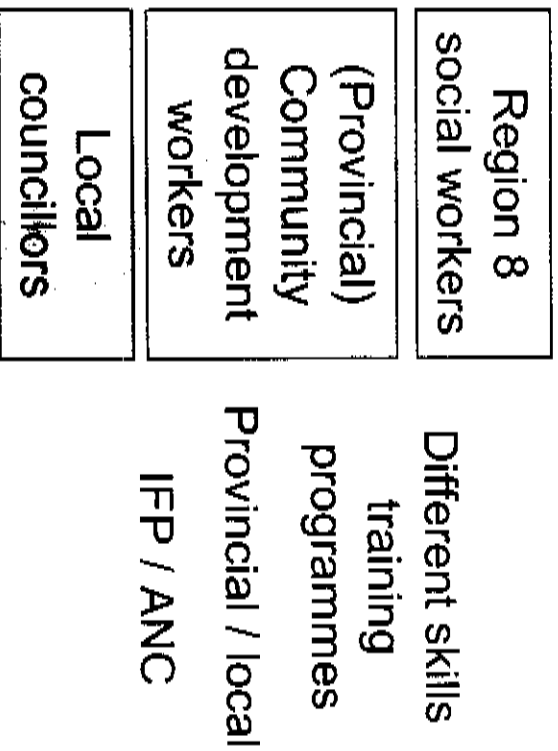 Region 8
social workers
(Provincial)
Community
development
workers
Local
councillors
Different skills
training
programmes
Provincial / local
IFP / ANC